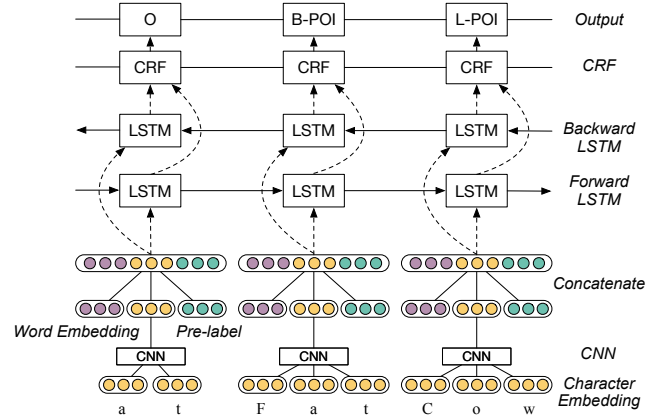 O B-POI L-POI Output
CRF CRF CRF CRF
LSTM LSTM LSTM Backward LSTM
LSTM LSTM LSTM Forward LSTM
Concatenate
Word Embedding Pre-label
CNN CNN CNN CNN
Character Embedding
a t F a t C o w